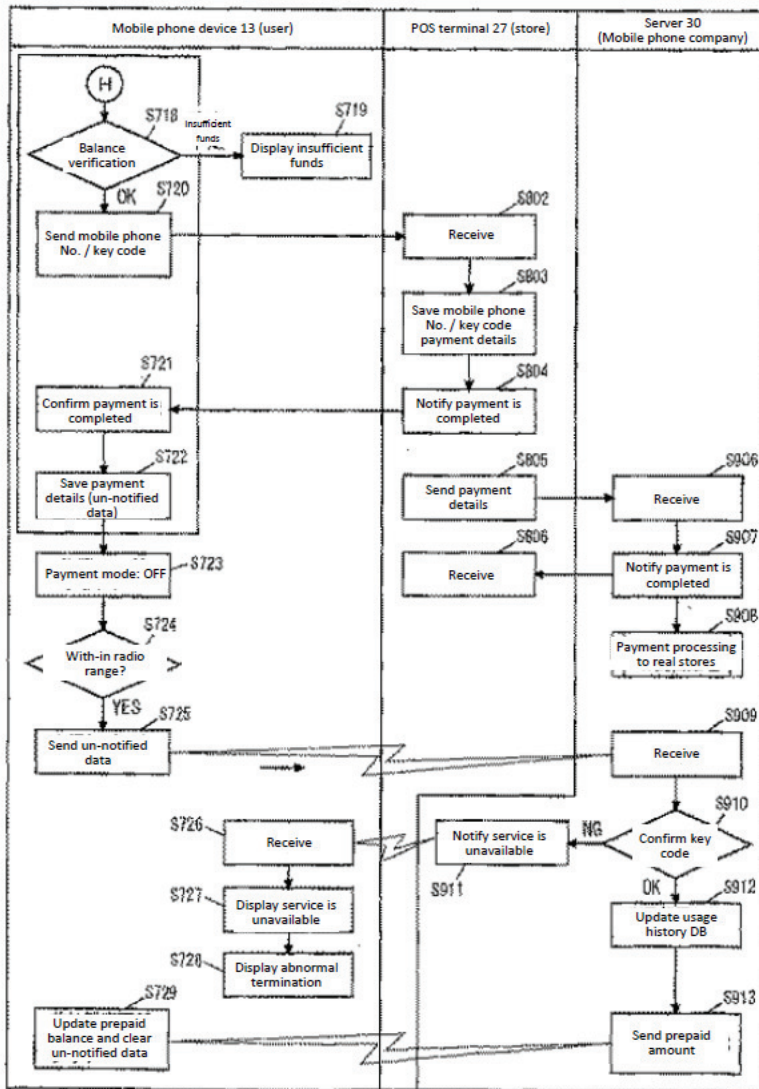 Mobile phone device 13 (user)
POS terminal 27 (store)
Server 30
(Mobile phone company)
H
S718
Balance
verification
Insufficient
funds
S719
Display insufficient
funds
OK
S720
Send mobile phone
No. / key code
S802
Receive
S803
Save mobile phone
No. / key code
payment details
S721
Confirm payment is
completed
S804
Notify payment is
completed
S722
Save payment
details (un-notified
data)
S805
Send payment
details
S906
Receive
S723
Payment mode: OFF
S806
Receive
S907
Notify payment is
completed
S724
With-in radio
range?
S908
Payment processing
to real stores
YES
S725
Send un-notified
data
S909
Receive
S726
Receive
Notify service is
unavailable
S911
NG
S910
Confirm key
code
OK
S727
Display service is
unavailable
S912
Update usage
history DB
S728
Display abnormal
termination
S729
Update prepaid
balance and clear
un-notified data
S913
Send prepaid
amount